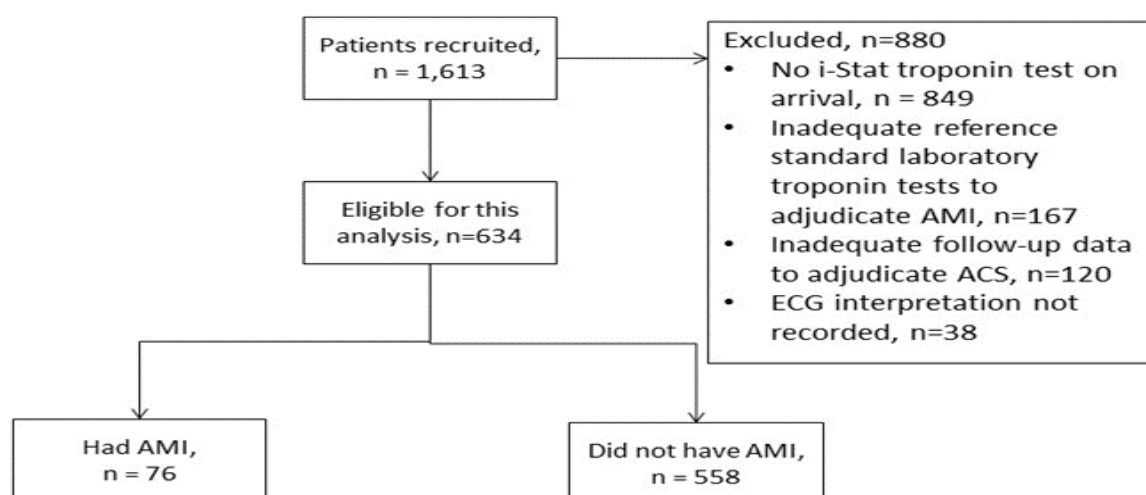 Patients recruited,
n = 1,613
Excluded, n=880
• No i-Stat troponin test on
arrival, n = 849
• Inadequate reference
standard laboratory
troponin tests to
adjudicate AMI, n=167
• Inadequate follow-up data
to adjudicate ACS, n=120
• ECG interpretation not
recorded, n=38
Eligible for this
analysis, n=634
Had AMI,
n = 76
Did not have AMI,
n = 558